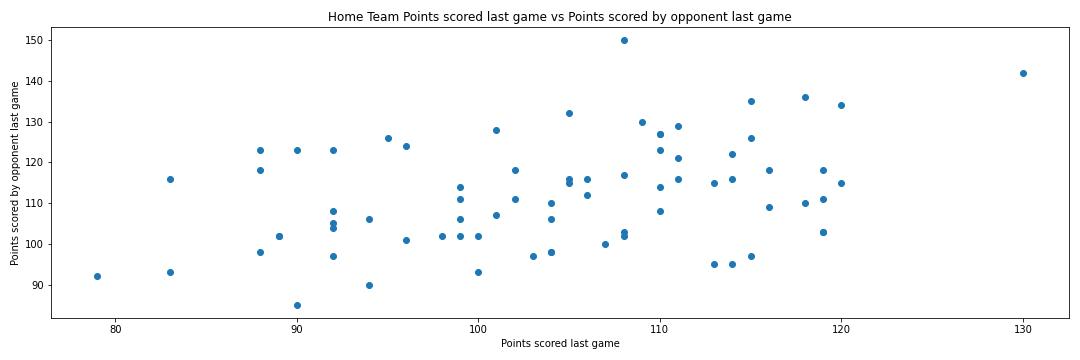 Home Team Points scored last game vs Points scored by opponent last game
150
140
130
120
110
100
90
Points scored by opponent last game
80 90 100 110 120 130
Points scored last game